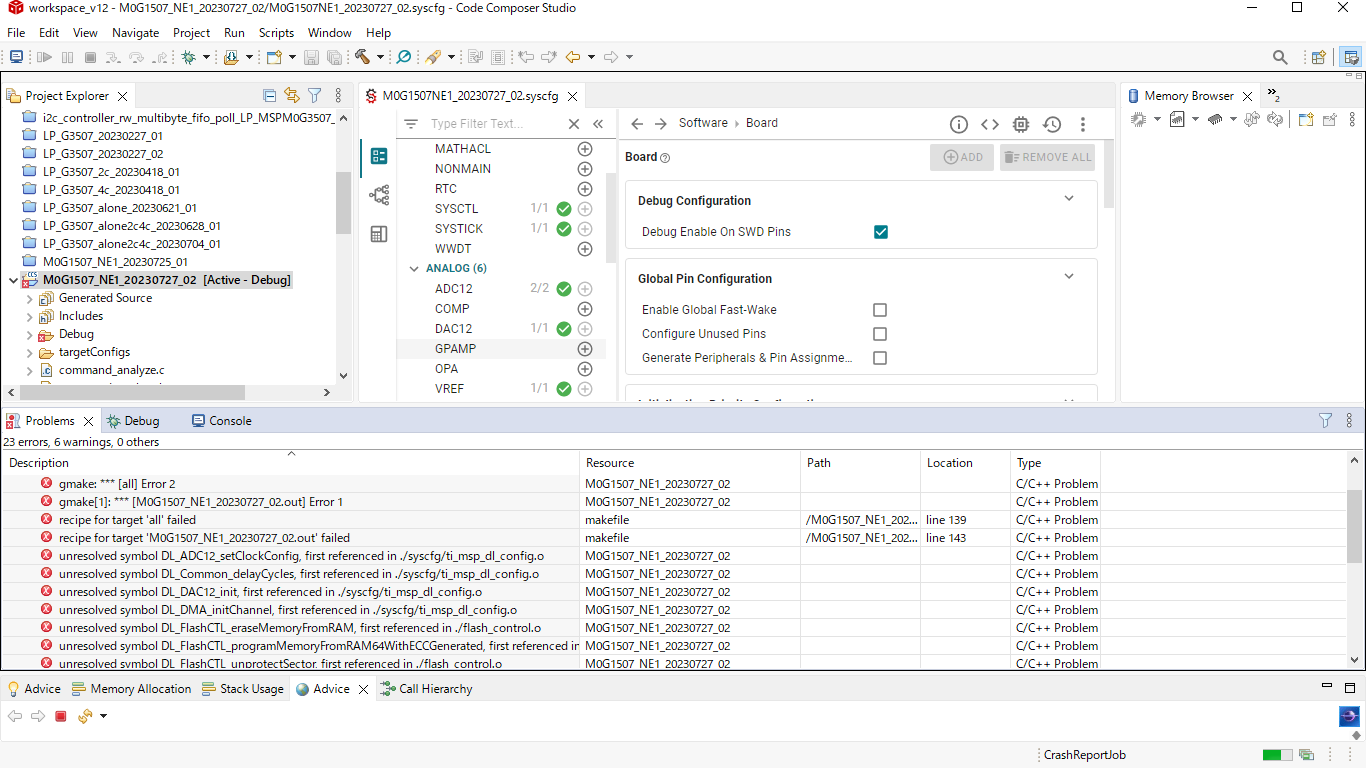 workspace_v12 - M0G1507_NE1_20230727_02/M0G1507NE1_20230727_02.syscfg - Code Composer Studio
File Edit View Navigate Project Run Scripts Window Help
Project Explorer
i2c_controller_rw_multibyte_fifo_poll_LP_MSPM0G3507_
LP_G3507_20230227_01
LP_G3507_20230227_02
LP_G3507_2c_20230418_01
LP_G3507_4c_20230418_01
LP_G3507_alone_20230621_01
LP_G3507_alone2c4c_20230628_01
LP_G3507_alone2c4c_20230704_01
M0G1507_NE1_20230725_01
M0G1507_NE1_20230727_02 [Active - Debug]
Generated Source
Includes
Debug
targetConfigs
command_analyze.c
M0G1507NE1_20230727_02.syscfg
Type Filter Text...
MATHACL
NONMAIN
RTC
SYSCTL 1/1
SYSTICK 1/1
WWDT
ANALOG (6)
ADC12 2/2
COMP
DAC12 1/1
GPAMP
OPA
VREF 1/1
Software › Board
Board
ADD
REMOVE ALL
Debug Configuration
Debug Enable On SWD Pins
Global Pin Configuration
Enable Global Fast-Wake
Configure Unused Pins
Generate Peripherals & Pin Assignme...
Memory Browser
»2
Problems
Debug
Console
23 errors, 6 warnings, 0 others
Description Resource Path Location Type
gmake: *** [all] Error 2 M0G1507_NE1_20230727_02 C/C++ Problem
gmake[1]: *** [M0G1507_NE1_20230727_02.out] Error 1 M0G1507_NE1_20230727_02 C/C++ Problem
recipe for target 'all' failed makefile /M0G1507_NE1_202... line 139 C/C++ Problem
recipe for target 'M0G1507_NE1_20230727_02.out' failed makefile /M0G1507_NE1_202... line 143 C/C++ Problem
unresolved symbol DL_ADC12_setClockConfig, first referenced in ./syscfg/ti_msp_dl_config.o M0G1507_NE1_20230727_02 C/C++ Problem
unresolved symbol DL_Common_delayCycles, first referenced in ./syscfg/ti_msp_dl_config.o M0G1507_NE1_20230727_02 C/C++ Problem
unresolved symbol DL_DAC12_init, first referenced in ./syscfg/ti_msp_dl_config.o M0G1507_NE1_20230727_02 C/C++ Problem
unresolved symbol DL_DMA_initChannel, first referenced in ./syscfg/ti_msp_dl_config.o M0G1507_NE1_20230727_02 C/C++ Problem
unresolved symbol DL_FlashCTL_eraseMemoryFromRAM, first referenced in ./flash_control.o M0G1507_NE1_20230727_02 C/C++ Problem
unresolved symbol DL_FlashCTL_programMemoryFromRAM64WithECCGenerated, first referenced in M0G1507_NE1_20230727_02 C/C++ Problem
unresolved symbol DL_FlashCTL_unprotectSector, first referenced in ./flash_control.o M0G1507_NE1_20230727_02 C/C++ Problem
Advice Memory Allocation Stack Usage Advice Call Hierarchy
CrashReportJob